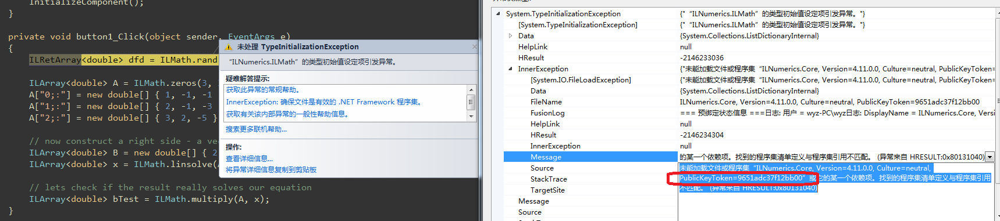 InitializeComponent();
}
private void button1_Click(object sender, EventArgs e)
{
ILRetArray<double> dfd = ILMath.rand
ILArray<double> A = ILMath.zeros(3,
A["0;:"] = new double[] { 1, -1, -1
A["1;:"] = new double[] { 2, -1, -3
A["2;:"] = new double[] { 3, 2, -5 }
// now construct a right side - a vec
ILArray<double> B = new double[] { 2
ILArray<double> x = ILMath.linsolve(A
// lets check if the result really solves our equation
ILArray<double> bTest = ILMath.multiply(A, x);
}
未处理 TypeInitializationException
“ILNumerics.ILMath”的类型初始值设定项引发异常。
疑难解答提示:
获取此异常的常规帮助。
InnerException: 确保文件是有效的 .NET Framework 程序集。
获取有关该内部异常的一般性帮助信息。
搜索更多联机帮助...
操作:
查看详细信息...
将异常详细信息复制到剪贴板
System.TypeInitializationException {"“ILNumerics.ILMath”的类型初始值设定项引发异常。"}
[System.TypeInitializationException] {"“ILNumerics.ILMath”的类型初始值设定项引发异常。"}
Data {System.Collections.ListDictionaryInternal}
HelpLink null
HResult -2146233036
InnerException {"未能加载文件或程序集“ILNumerics.Core, Version=4.11.0.0, Culture=neutral, PublicKeyToken=
[System.IO.FileLoadException] {"未能加载文件或程序集“ILNumerics.Core, Version=4.11.0.0, Culture=neutral, PublicKeyToken=
Data {System.Collections.ListDictionaryInternal}
FileName ILNumerics.Core, Version=4.11.0.0, Culture=neutral, PublicKeyToken=9651adc37f12bb00
FusionLog === 预绑定状态信息 ===日志: 用户 = wyz-PC\wyz日志: DisplayName = ILNumerics.Core, Versio
HelpLink null
HResult -2146234304
InnerException null
Message 的某一个依赖项。找到的程序集清单定义与程序集引用不匹配。 (异常来自 HRESULT:0x80131040)
Source 未能加载文件或程序集“ILNumerics.Core, Version=4.11.0.0, Culture=neutral,
StackTrace PublicKeyToken=9651adc37f12bb00”或它的某一个依赖项。找到的程序集清单定义与程序集引用
TargetSite 不匹配。 (异常来自 HRESULT:0x80131040)
Message
Source